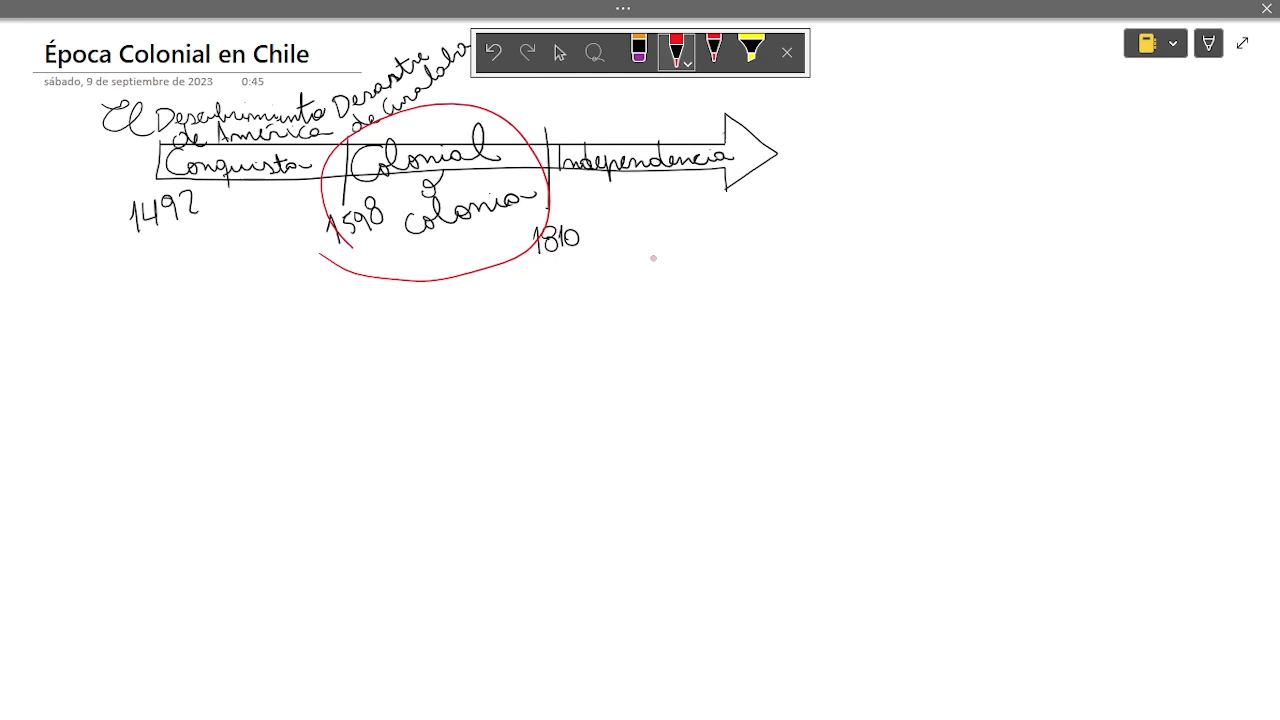 Época Colonial en Chile
sábado, 9 de septiembre de 2023 0:45
El Descubrimiento
de América
Desastre
de Curalaba
Conquista
Colonial
o
colonia
Independencia
1492
1598
1810